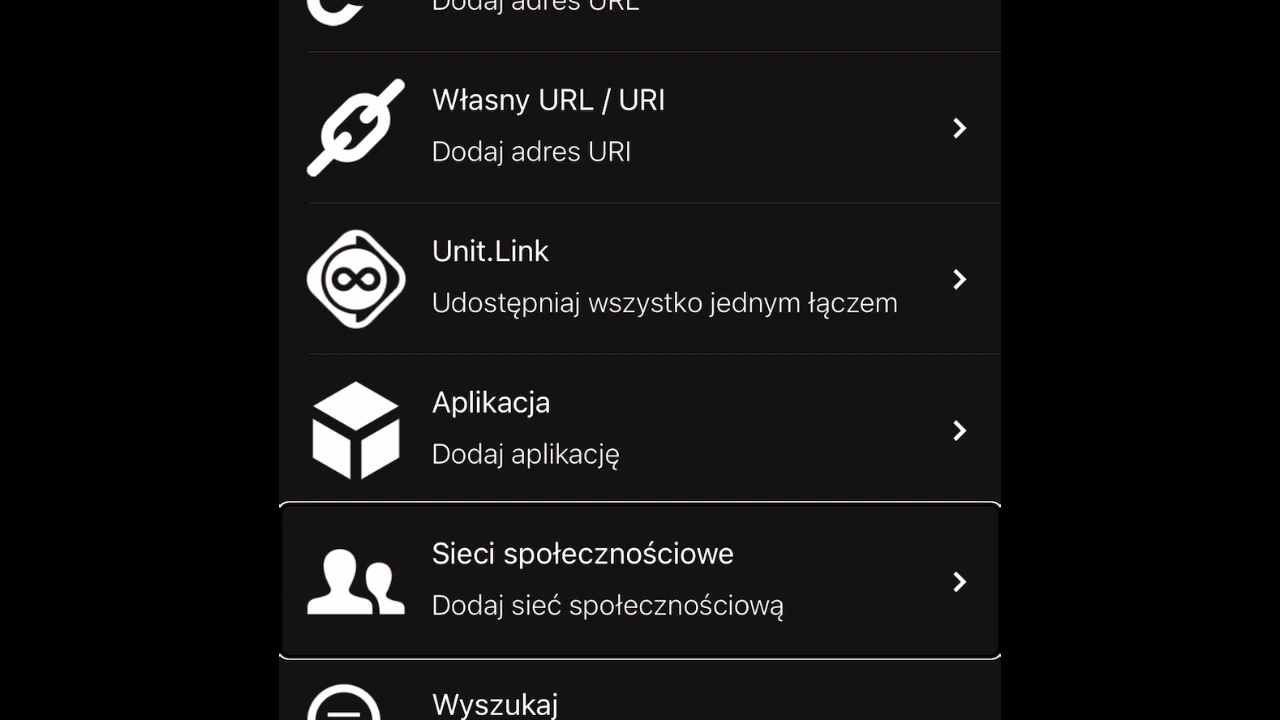 Dodaj adres URL
Własny URL / URI
Dodaj adres URI
Unit.Link
Udostępniaj wszystko jednym łączem
Aplikacja
Dodaj aplikację
Sieci społecznościowe
Dodaj sieć społecznościową
Wyszukaj